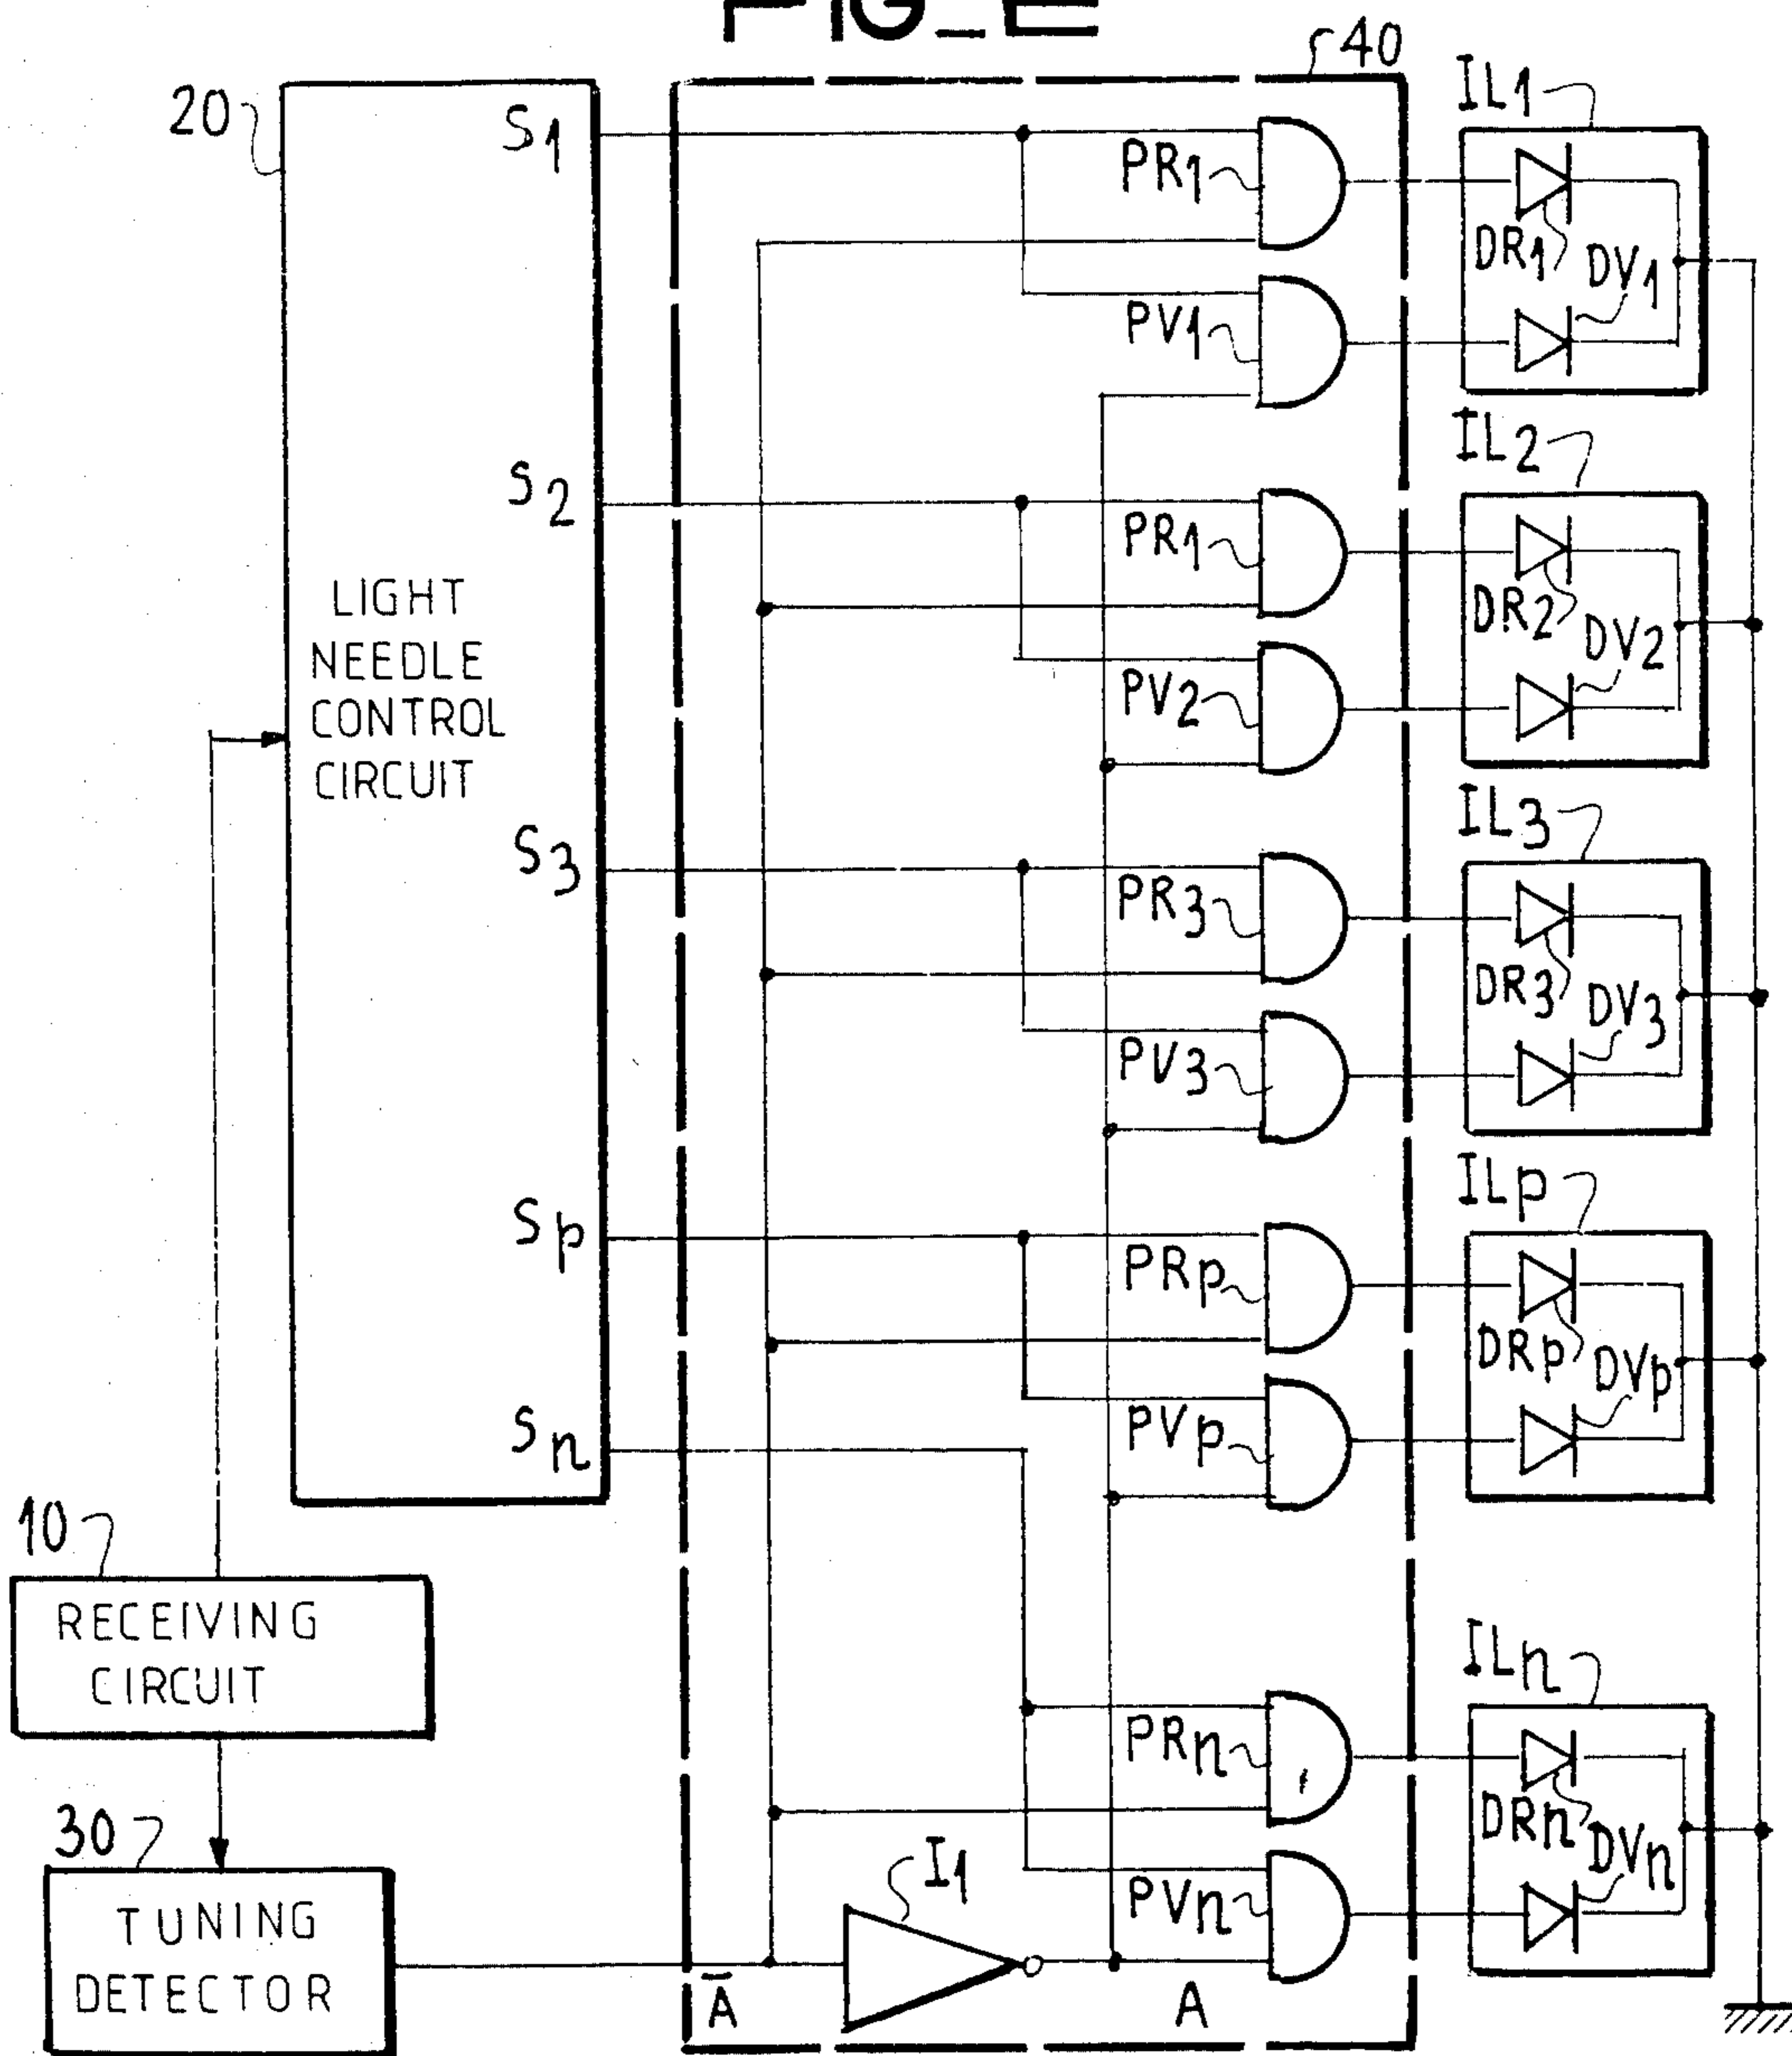 FIG_2
40
20
S1
PR1
PV1
IL1
DR1
DV1
S2
PR1
PV2
IL2
DR2
DV2
LIGHT
NEEDLE
CONTROL
CIRCUIT
S3
PR3
PV3
IL3
DR3
DV3
Sp
PRp
PVp
ILp
DRp
DVp
Sn
10
RECEIVING
CIRCUIT
PRn
PVn
ILn
DRn
DVn
30
TUNING
DETECTOR
I1
Ā
A